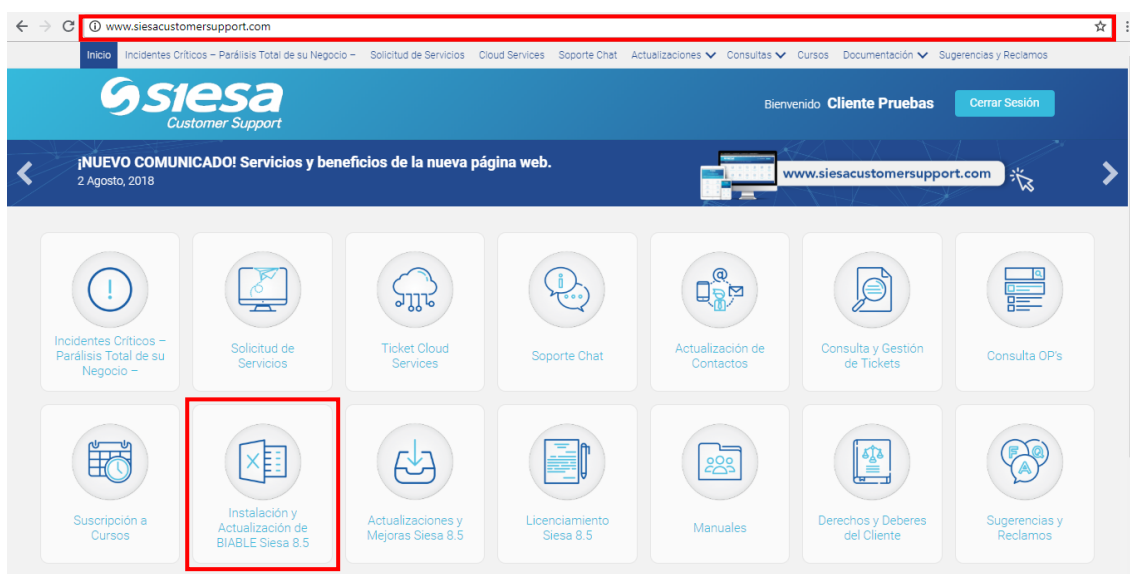 www.siesacustomersupport.com
Inicio Incidentes Críticos – Parálisis Total de su Negocio – Solicitud de Servicios Cloud Services Soporte Chat Actualizaciones Consultas Cursos Documentación Sugerencias y Reclamos
siesa
Customer Support
Bienvenido Cliente Pruebas
Cerrar Sesión
¡NUEVO COMUNICADO! Servicios y beneficios de la nueva página web.
2 Agosto, 2018
www.siesacustomersupport.com
Incidentes Críticos –
Parálisis Total de su
Negocio –
Solicitud de
Servicios
Ticket Cloud
Services
Soporte Chat
Actualización de
Contactos
Consulta y Gestión
de Tickets
Consulta OP's
Suscripción a
Cursos
Instalación y
Actualización de
BIABLE Siesa 8.5
Actualizaciones y
Mejoras Siesa 8.5
Licenciamiento
Siesa 8.5
Manuales
Derechos y Deberes
del Cliente
F Q
A
Sugerencias y
Reclamos